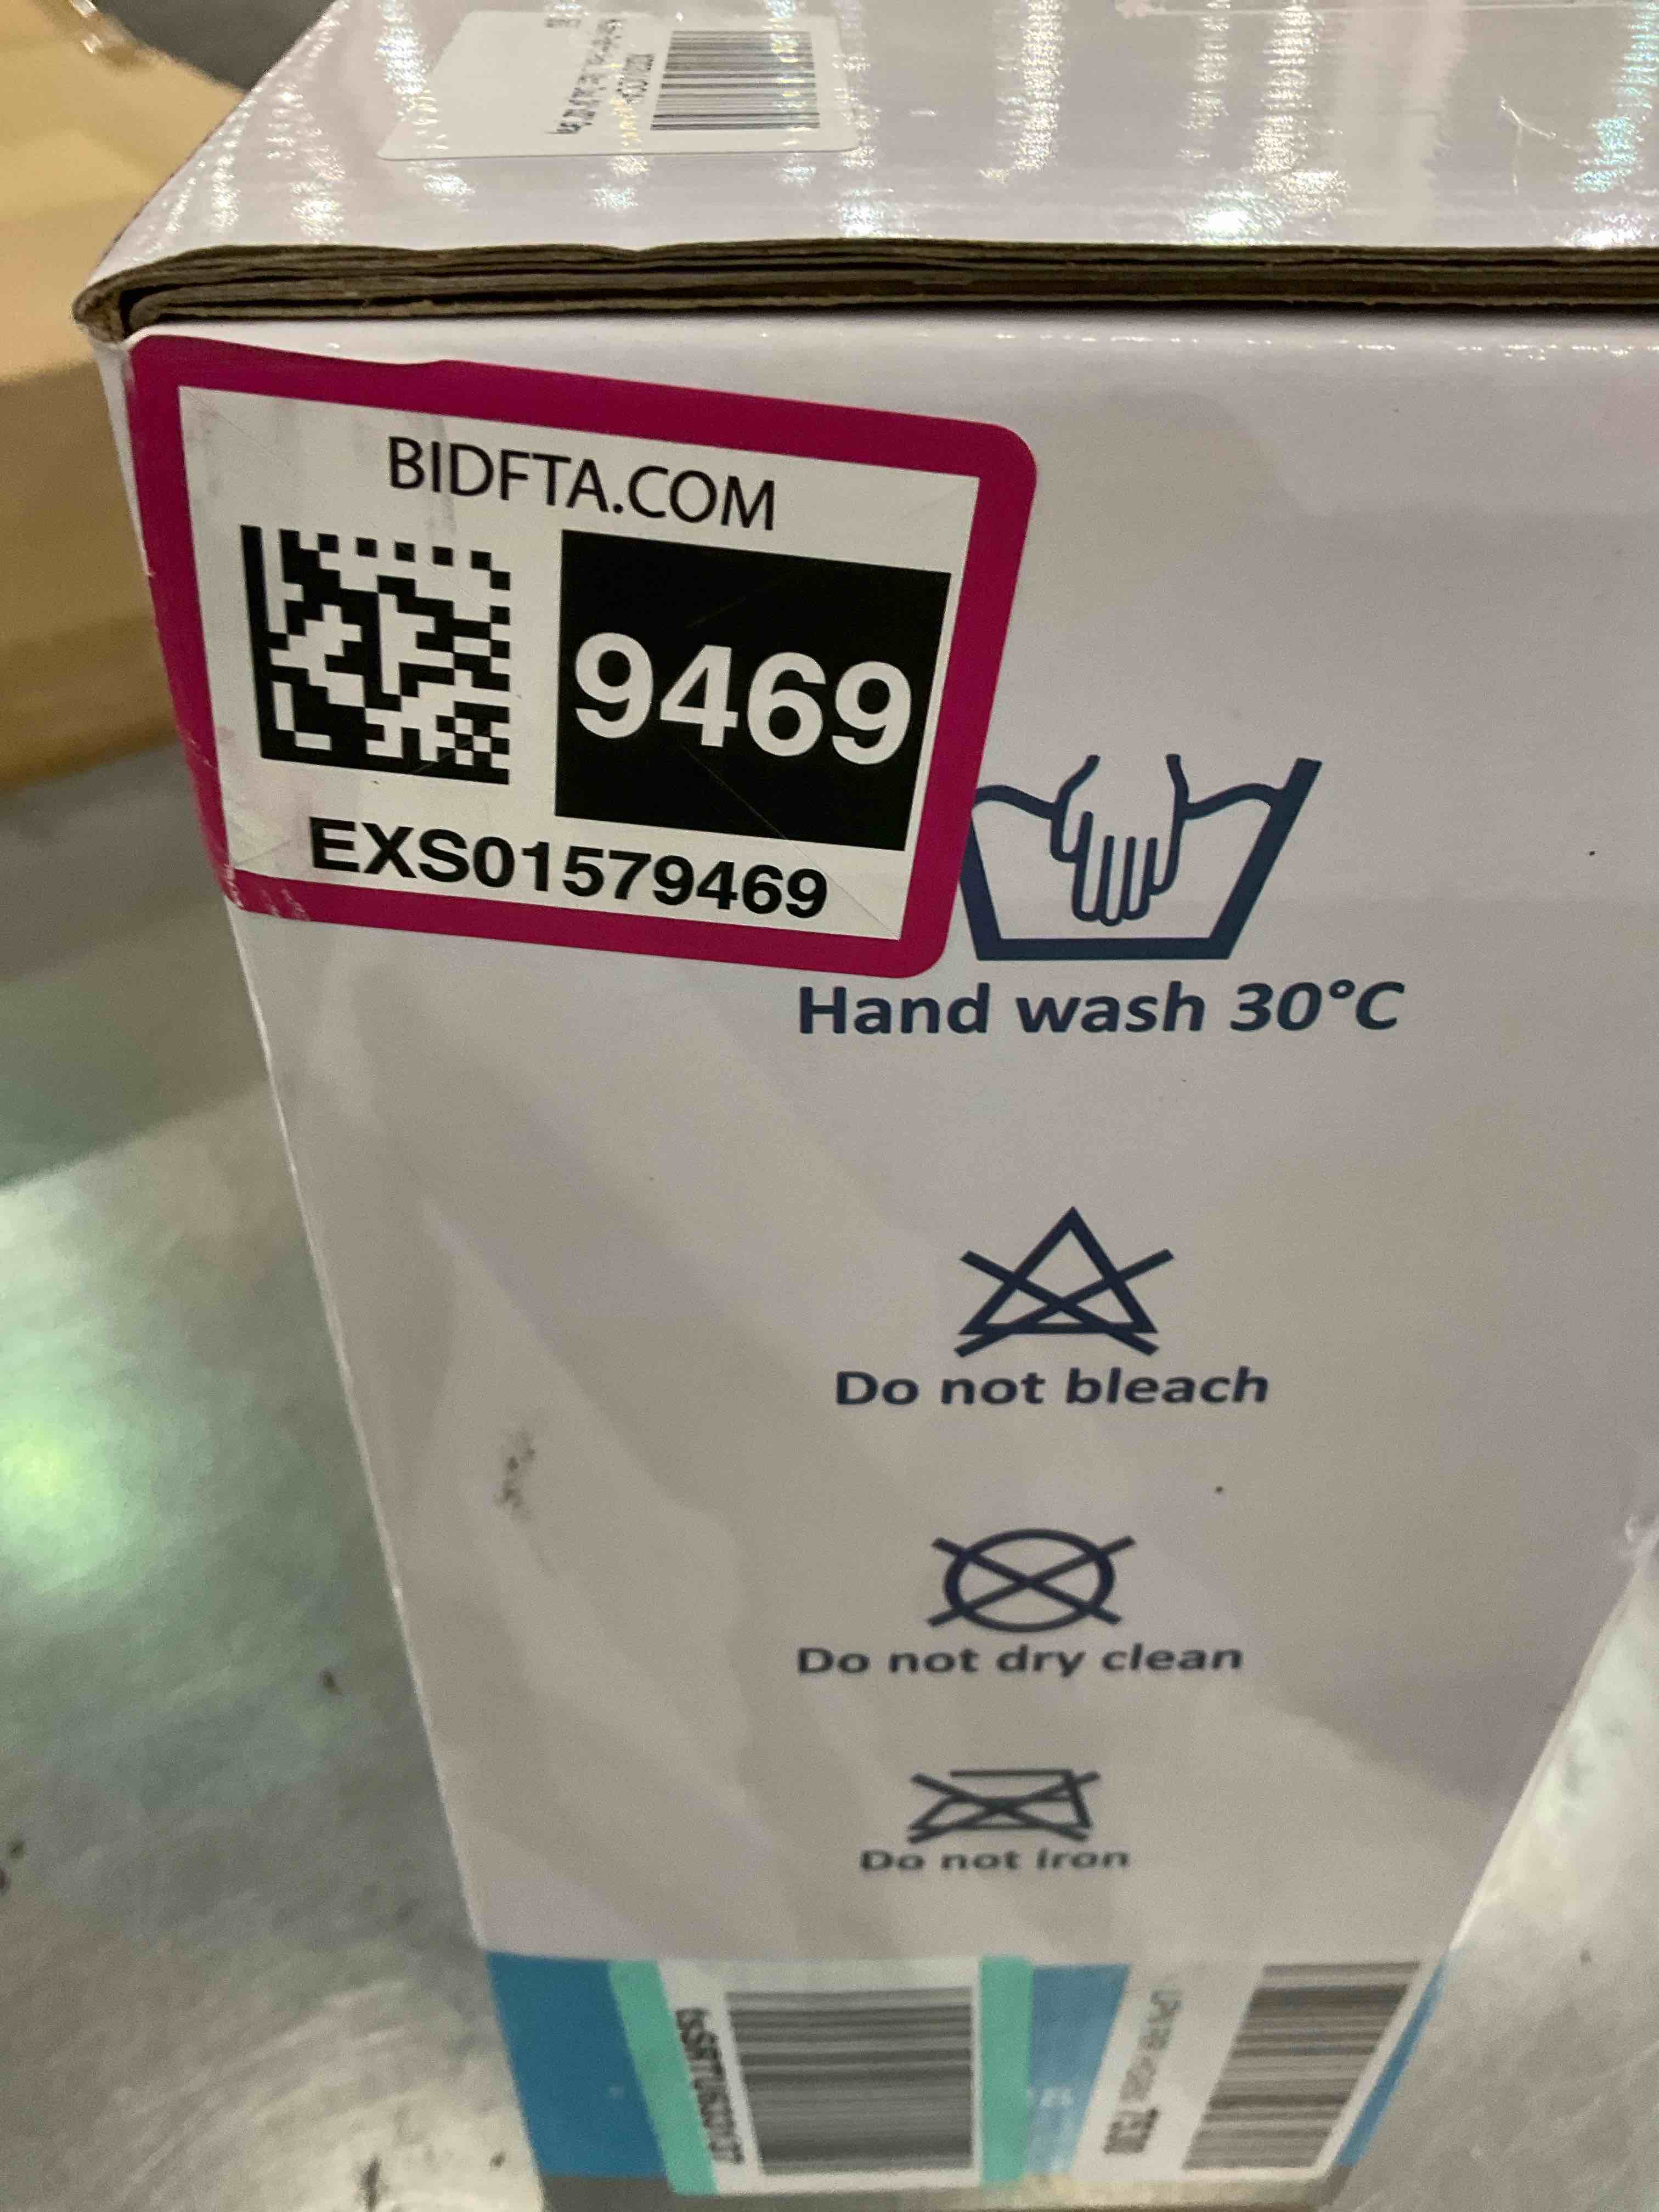 BIDFTA.COM
9469
EXS01579469
Hand wash 30°C
Do not bleach
Do not dry clean
Do not iron